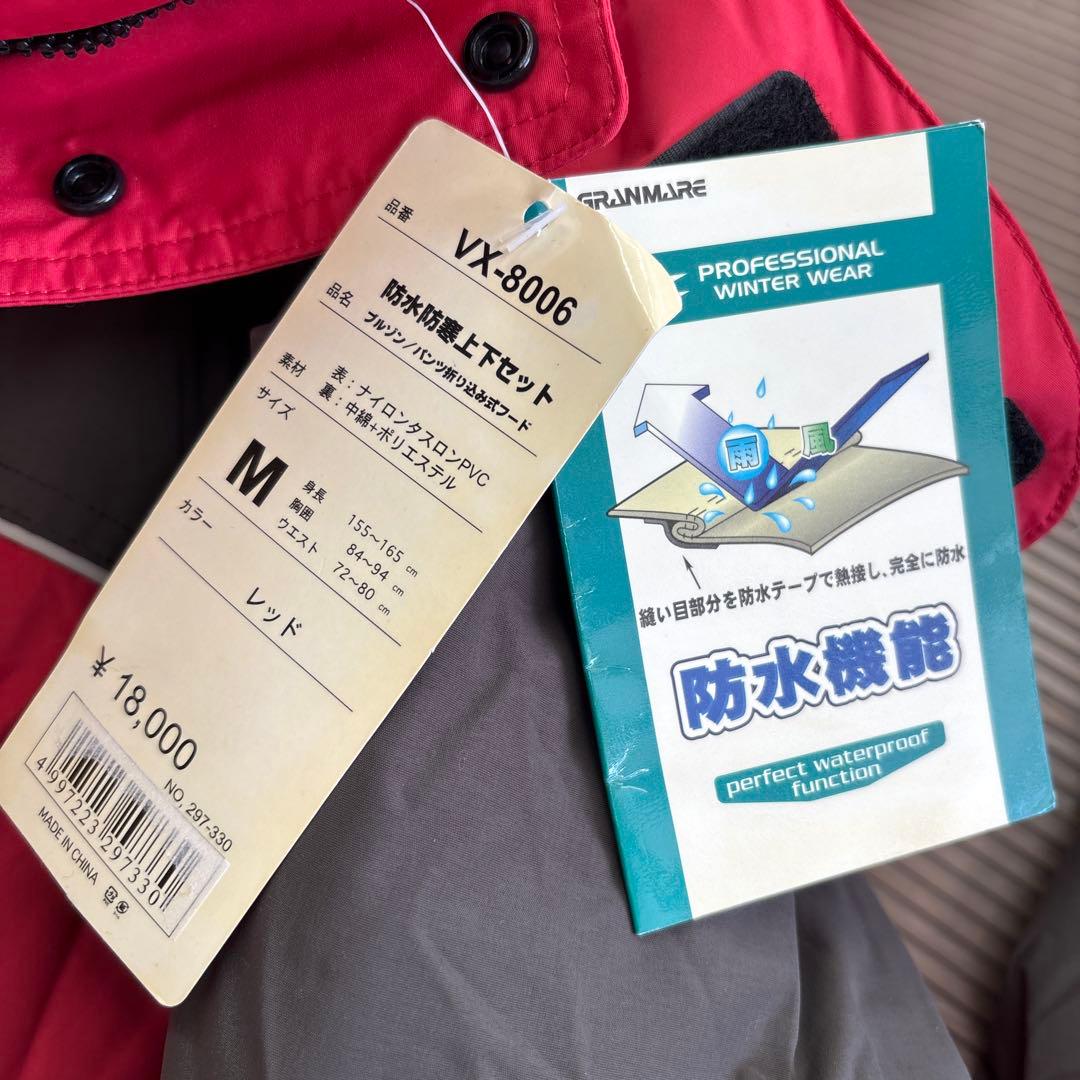 品番
VX-8006
品名
防水防寒上下セット
ブルゾン/パンツ折り込み式フード
素材
表:ナイロンタスロンPVC
裏:中綿+ポリエステル
サイズ
M
身長 155~165 cm
胸囲 84~94 cm
ウエスト 72~80 cm
カラー
レッド
¥18,000
NO, 297-330
4 997223 297330
MADE IN CHINA
GRANMARE
PROFESSIONAL
WINTER WEAR
雨
風
縫い目部分を防水テープで熱接し、完全に防水
防水機能
perfect waterproof
function